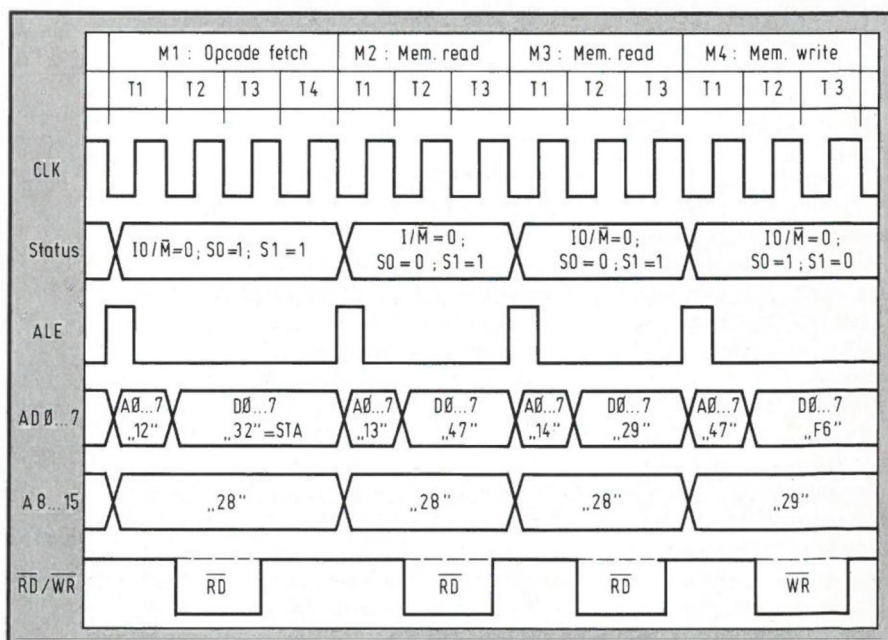 M1 : Opcode fetch M2 : Mem. read M3 : Mem. read M4 : Mem. write
T1 T2 T3 T4 T1 T2 T3 T1 T2 T3 T1 T2 T3
CLK
Status IO/M̅=0; S0=1; S1=1 I/M̅=0; S0=0; S1=1 IO/M̅=0; S0=0; S1=1 IO/M̅=0; S0=1; S1=0
ALE
AD Ø...7 AØ...7 „12" DØ...7 „32"=STA AØ...7 „13" DØ...7 „47" AØ...7 „14" DØ...7 „29" AØ...7 „47" DØ...7 „F6"
A 8...15 „28" „28" „28" „29"
R̅D̅/W̅R̅ R̅D̅ R̅D̅ R̅D̅ W̅R̅